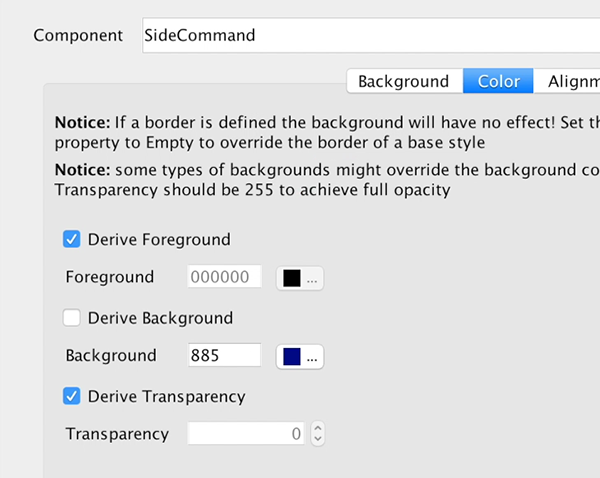 Component SideCommand
Background Color Alignm
Notice: If a border is defined the background will have no effect! Set th
property to Empty to override the border of a base style
Notice: some types of backgrounds might override the background co
Transparency should be 255 to achieve full opacity
Derive Foreground
Foreground 000000 ...
Derive Background
Background 885 ...
Derive Transparency
Transparency 0